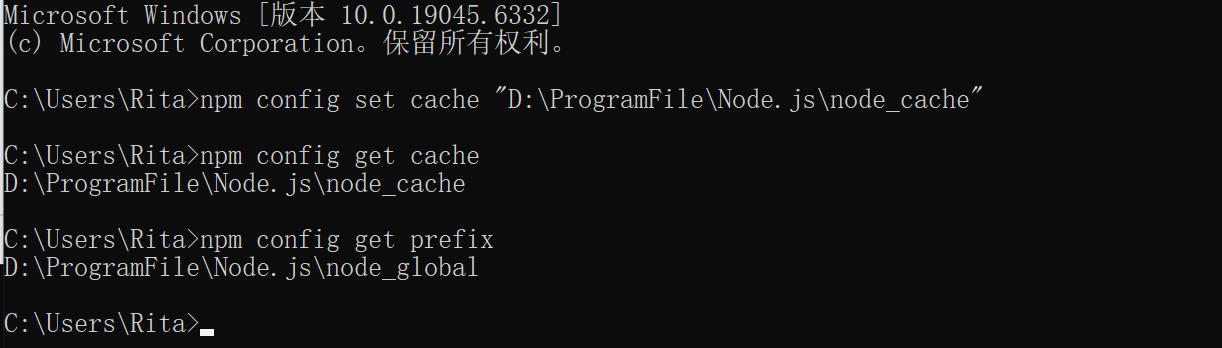 Microsoft Windows [版本 10.0.19045.6332]
(c) Microsoft Corporation。保留所有权利。
C:\Users\Rita>npm config set cache "D:\ProgramFile\Node.js\node_cache"
C:\Users\Rita>npm config get cache
D:\ProgramFile\Node.js\node_cache
C:\Users\Rita>npm config get prefix
D:\ProgramFile\Node.js\node_global
C:\Users\Rita>